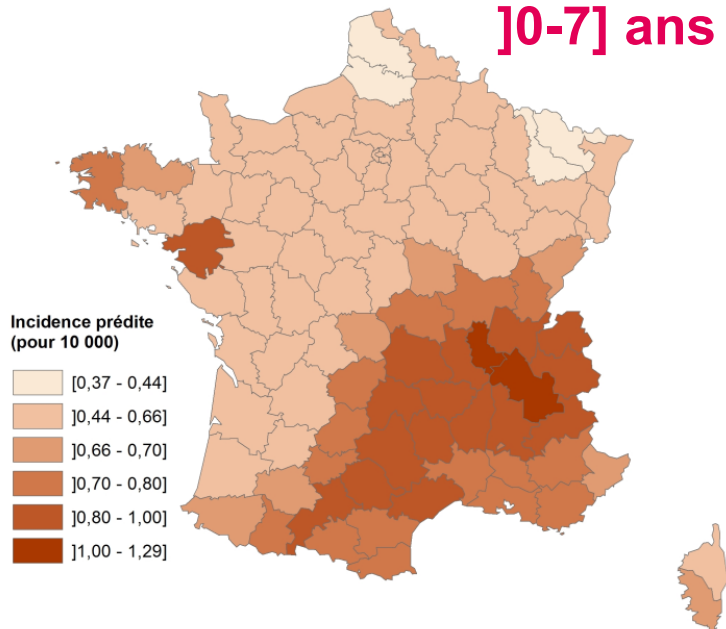 ]0-7] ans
Incidence prédite
(pour 10 000)
[0,37 - 0,44]
]0,44 - 0,66]
]0,66 - 0,70]
]0,70 - 0,80]
]0,80 - 1,00]
]1,00 - 1,29]